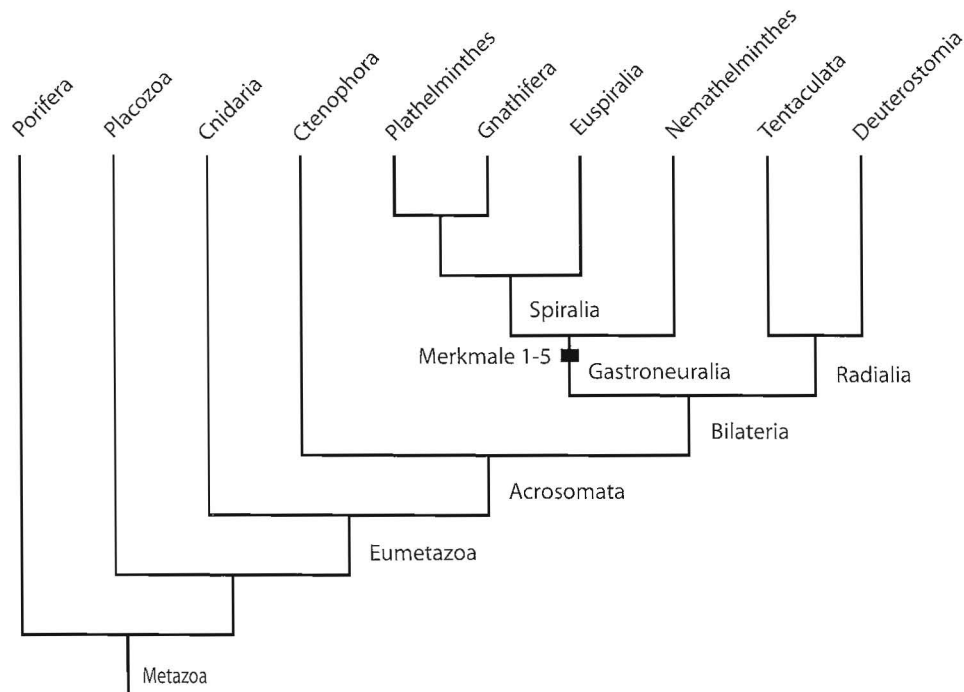 Porifera
Placozoa
Cnidaria
Ctenophora
Plathelminthes
Gnathifera
Euspiralia
Nemathelminthes
Tentaculata
Deuterostomia
Spiralia
Merkmale 1-5
Gastroneuralia
Radialia
Bilateria
Acrosomata
Eumetazoa
Metazoa